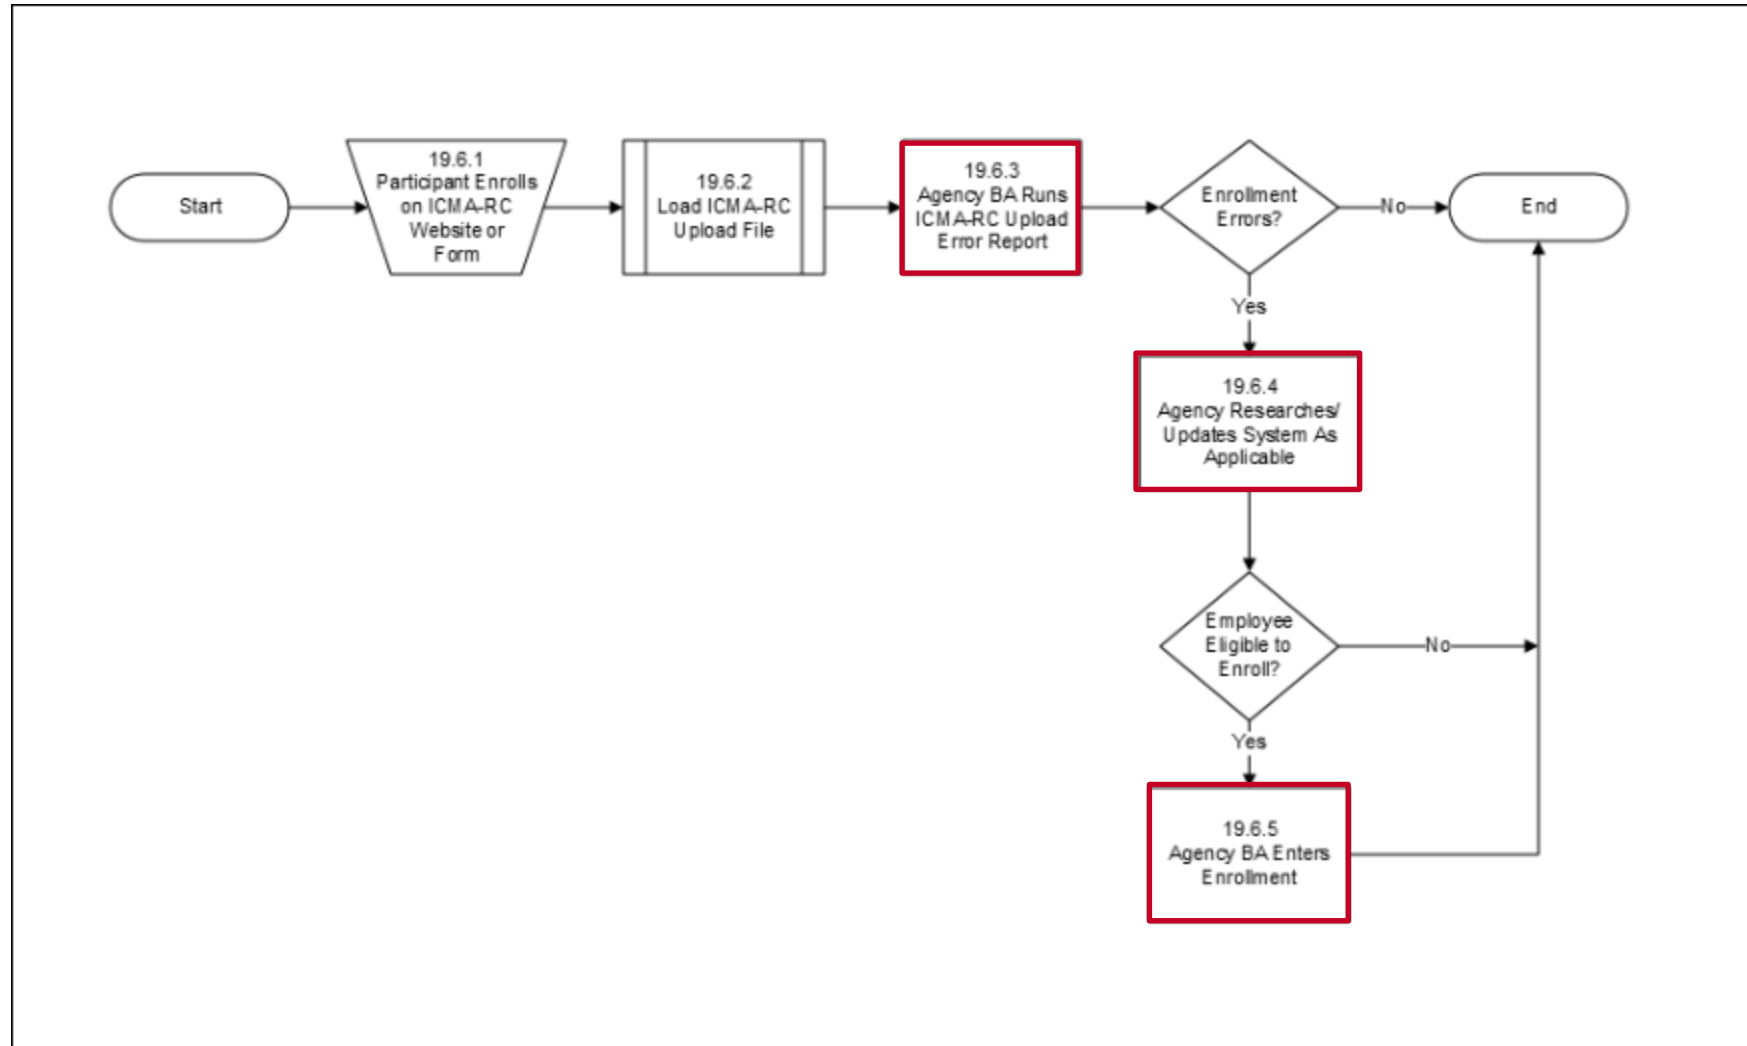 Start
19.6.1
Participant Enrolls
on ICMA-RC
Website or
Form
19.6.2
Load ICMA-RC
Upload File
19.6.3
Agency BA Runs
ICMA-RC Upload
Error Report
Enrollment
Errors?
No
End
Yes
19.6.4
Agency Researches/
Updates System As
Applicable
Employee
Eligible to
Enroll?
No
Yes
19.6.5
Agency BA Enters
Enrollment